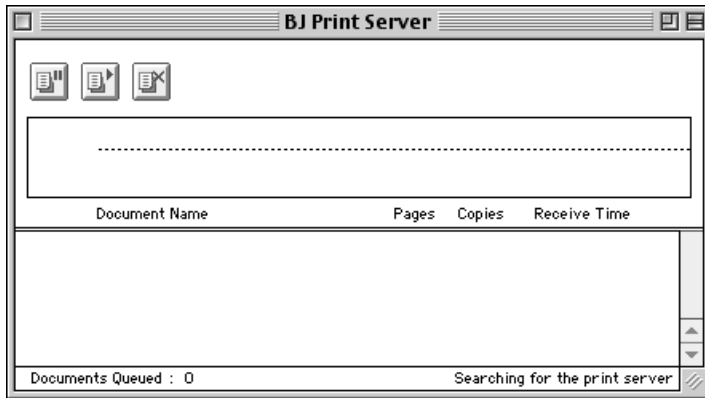 BJ Print Server
Document Name Pages Copies Receive Time
Documents Queued : 0 Searching for the print server